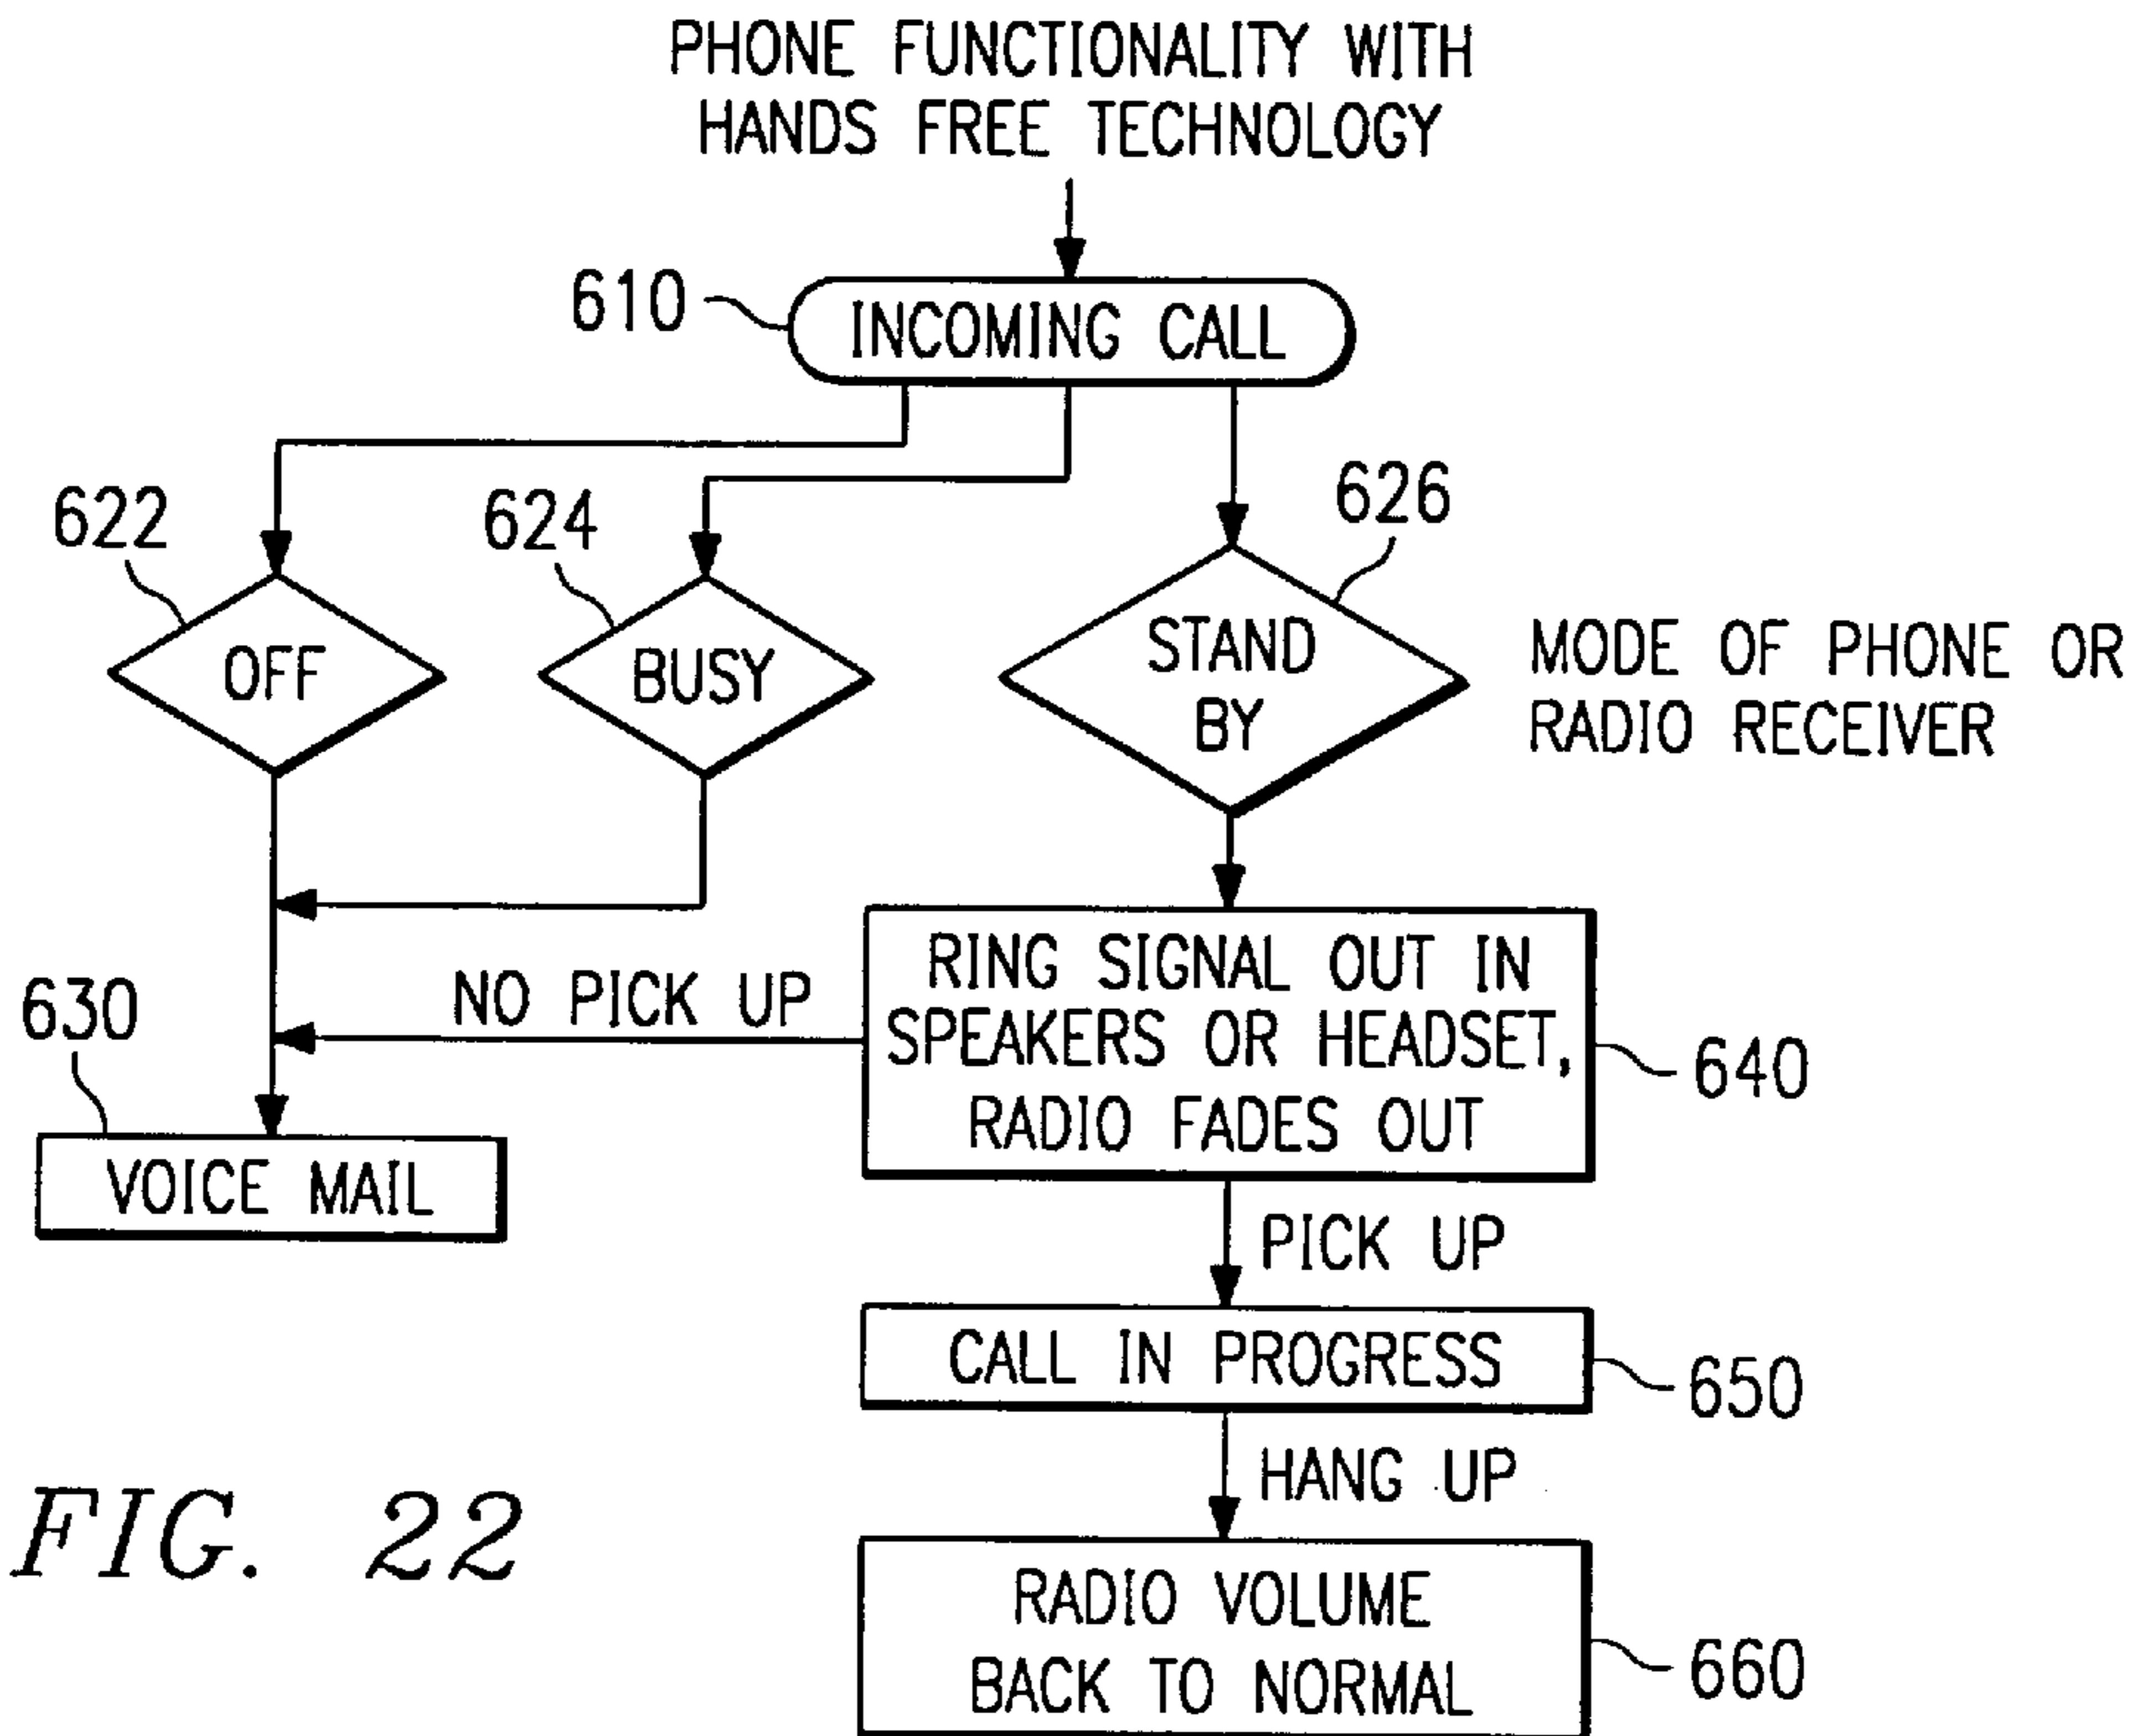 PHONE FUNCTIONALITY WITH
HANDS FREE TECHNOLOGY
610
INCOMING CALL
622
624
626
OFF
BUSY
STAND
BY
MODE OF PHONE OR
RADIO RECEIVER
630
NO PICK UP
RING SIGNAL OUT IN
SPEAKERS OR HEADSET,
RADIO FADES OUT
640
VOICE MAIL
PICK UP
CALL IN PROGRESS
650
HANG UP
RADIO VOLUME
BACK TO NORMAL
660
FIG. 22